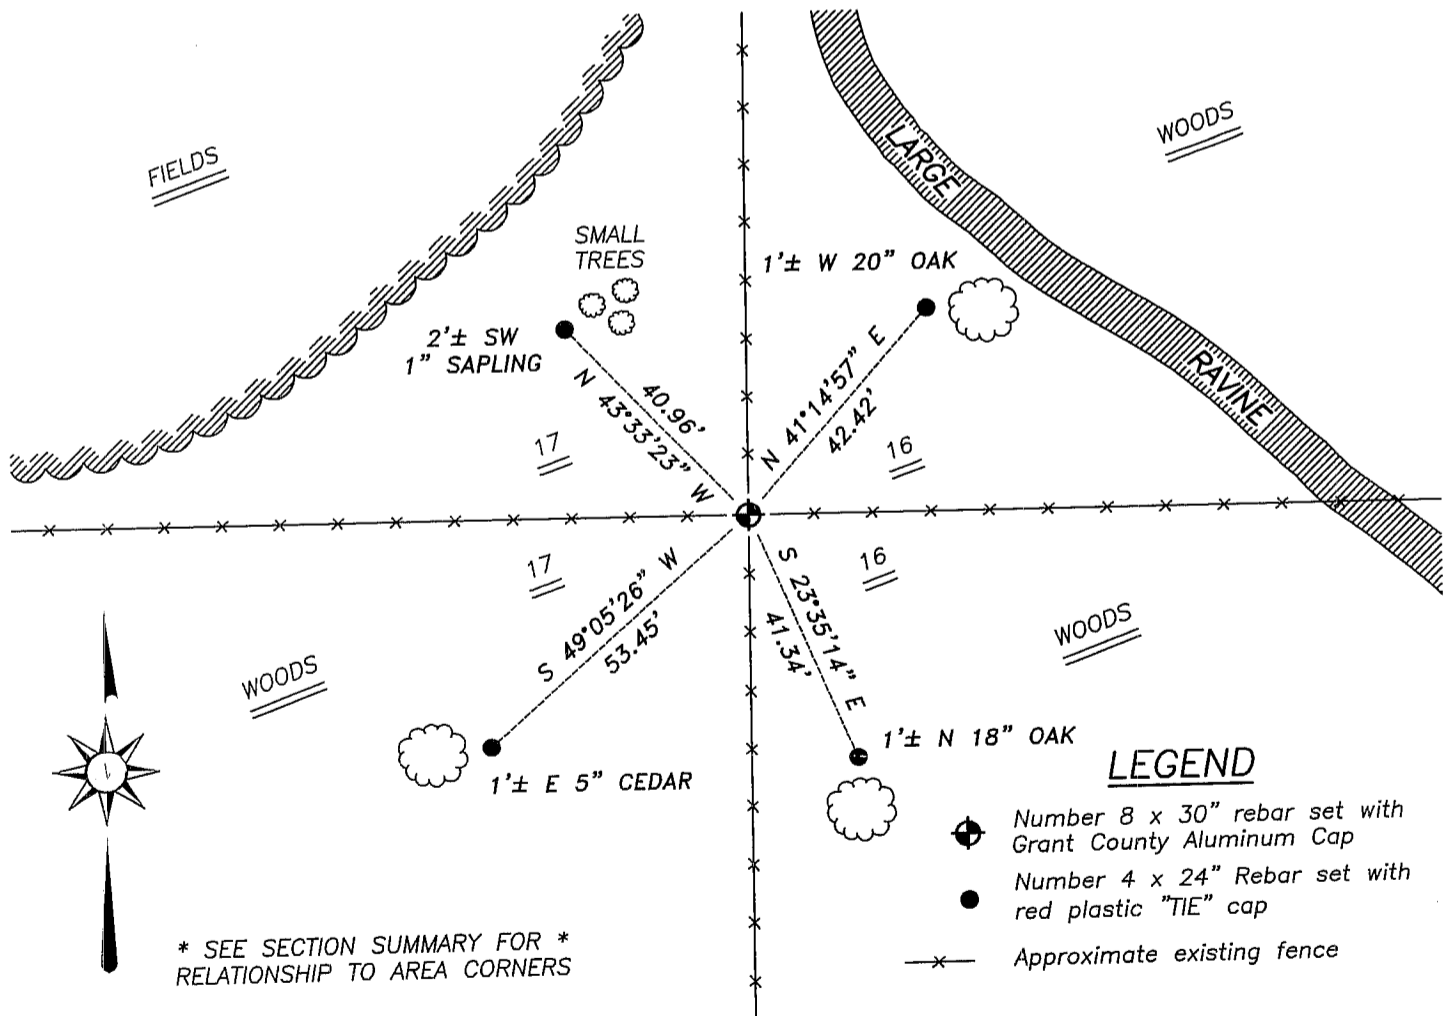 FIELDS
WOODS
LARGE
RAVINE
SMALL
TREES
1'± W 20" OAK
2'± SW
1" SAPLING
40.96'
N 43°33'23" W
N 41°14'57" E
42.42'
17
16
17
16
S 49°05'26" W
53.45'
S 23°35'14" E
41.34'
WOODS
WOODS
1'± E 5" CEDAR
1'± N 18" OAK
LEGEND
Number 8 x 30" rebar set with
Grant County Aluminum Cap
Number 4 x 24" Rebar set with
red plastic "TIE" cap
Approximate existing fence
* SEE SECTION SUMMARY FOR *
RELATIONSHIP TO AREA CORNERS